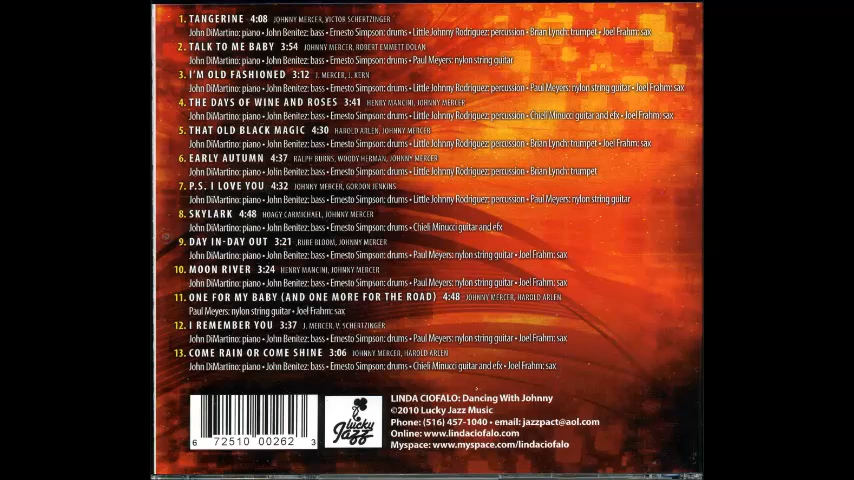 1. TANGERINE 4:08 JOHNNY MERCER, VICTOR SCHERTZINGER
John DiMartino: piano • John Benitez: bass • Ernesto Simpson: drums • Little Johnny Rodriguez: percussion • Brian Lynch: trumpet • Joel Frahm: sax
2. TALK TO ME BABY 3:54 JOHNNY MERCER, ROBERT EMMETT DOLAN
John DiMartino: piano • John Benitez: bass • Ernesto Simpson: drums • Paul Meyers: nylon string guitar
3. I'M OLD FASHIONED 3:12 J. MERCER, J. KERN
John DiMartino: piano • John Benitez: bass • Ernesto Simpson: drums • Little Johnny Rodriguez: percussion • Paul Meyers: nylon string guitar • Joel Frahm: sax
4. THE DAYS OF WINE AND ROSES 3:41 HENRY MANCINI, JOHNNY MERCER
John DiMartino: piano • John Benitez: bass • Ernesto Simpson: drums • Little Johnny Rodriguez: percussion • Chieli Minucci guitar and efx • Joel Frahm: sax
5. THAT OLD BLACK MAGIC 4:30 HAROLD ARLEN, JOHNNY MERCER
John DiMartino: piano • John Benitez: bass • Ernesto Simpson: drums • Little Johnny Rodriguez: percussion • Brian Lynch: trumpet • Joel Frahm: sax
6. EARLY AUTUMN 4:37 RALPH BURNS, WOODY HERMAN, JOHNNY MERCER
John DiMartino: piano • John Benitez: bass • Ernesto Simpson: drums • Little Johnny Rodriguez: percussion • Brian Lynch: trumpet
7. P.S. I LOVE YOU 4:32 JOHNNY MERCER, GORDON JENKINS
John DiMartino: piano • John Benitez: bass • Ernesto Simpson: drums • Little Johnny Rodriguez: percussion • Paul Meyers: nylon string guitar
8. SKYLARK 4:48 HOAGY CARMICHAEL, JOHNNY MERCER
John DiMartino: piano • John Benitez: bass • Ernesto Simpson: drums • Chieli Minucci guitar and efx
9. DAY IN-DAY OUT 3:21 ,RUBE BLOOM, JOHNNY MERCER
John DiMartino: piano • John Benitez: bass • Ernesto Simpson: drums • Paul Meyers: nylon string guitar • Joel Frahm: sax
10. MOON RIVER 3:24 HENRY MANCINI, JOHNNY MERCER
John DiMartino: piano • John Benitez: bass • Ernesto Simpson: drums • Paul Meyers: nylon string guitar • Joel Frahm: sax
11. ONE FOR MY BABY (AND ONE MORE FOR THE ROAD) 4:48 JOHNNY MERCER, HAROLD ARLEN
Paul Meyers: nylon string guitar • Joel Frahm: sax
12. I REMEMBER YOU 3:37 J. MERCER, V. SCHERTZINGER
John DiMartino: piano • John Benitez: bass • Ernesto Simpson: drums • Paul Meyers: nylon string guitar • Joel Frahm: sax
13. COME RAIN OR COME SHINE 3:06 JOHNNY MERCER, HAROLD ARLEN
John DiMartino: piano • John Benitez: bass • Ernesto Simpson: drums • Chieli Minucci guitar and efx • Joel Frahm: sax
6 72510 00262 3
lucky Jazz
LINDA CIOFALO: Dancing With Johnny
©2010 Lucky Jazz Music
Phone: (516) 457-1040 • email: jazzpact@aol.com
Online: www.lindaciofalo.com
Myspace: www.myspace.com/lindaciofalo